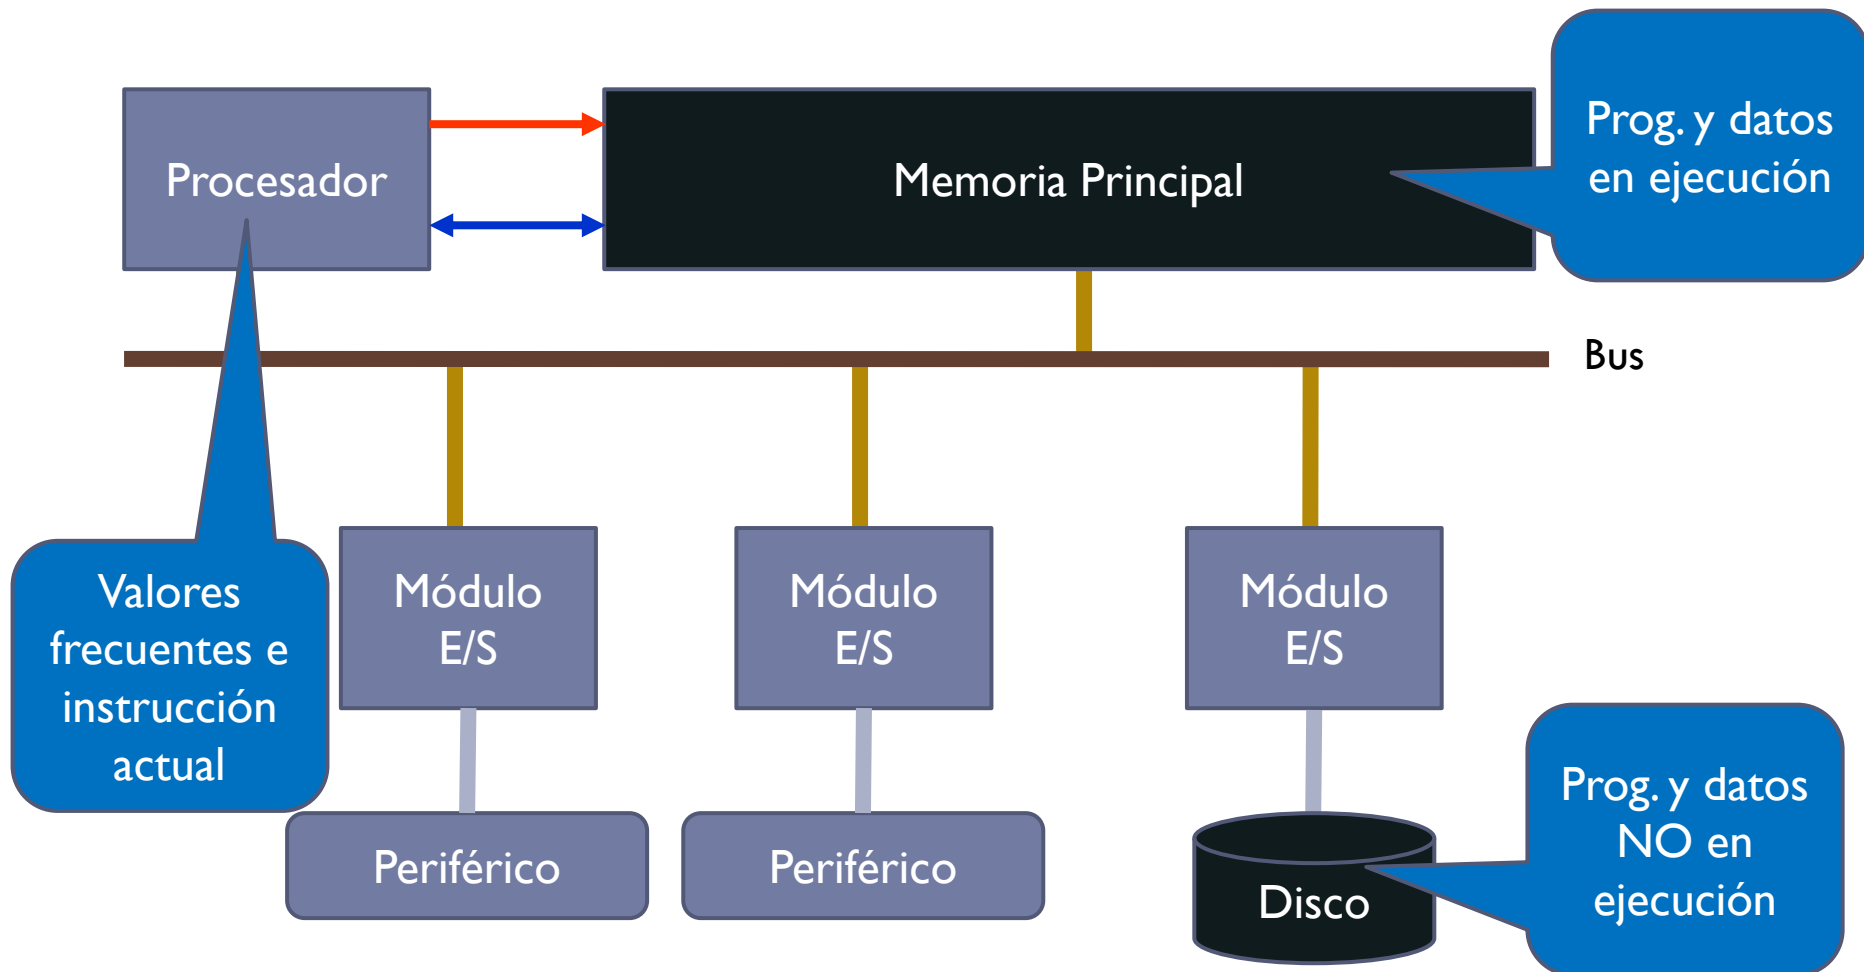 Procesador
Memoria Principal
Prog. y datos
en ejecución
Bus
Valores
frecuentes e
instrucción
actual
Módulo
E/S
Módulo
E/S
Módulo
E/S
Periférico
Periférico
Disco
Prog. y datos
NO en
ejecución